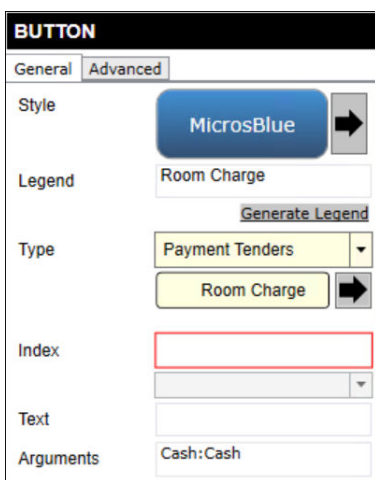 BUTTON
General Advanced
Style MicrosBlue
Legend Room Charge
Generate Legend
Type Payment Tenders
Room Charge
Index
Text
Arguments Cash:Cash